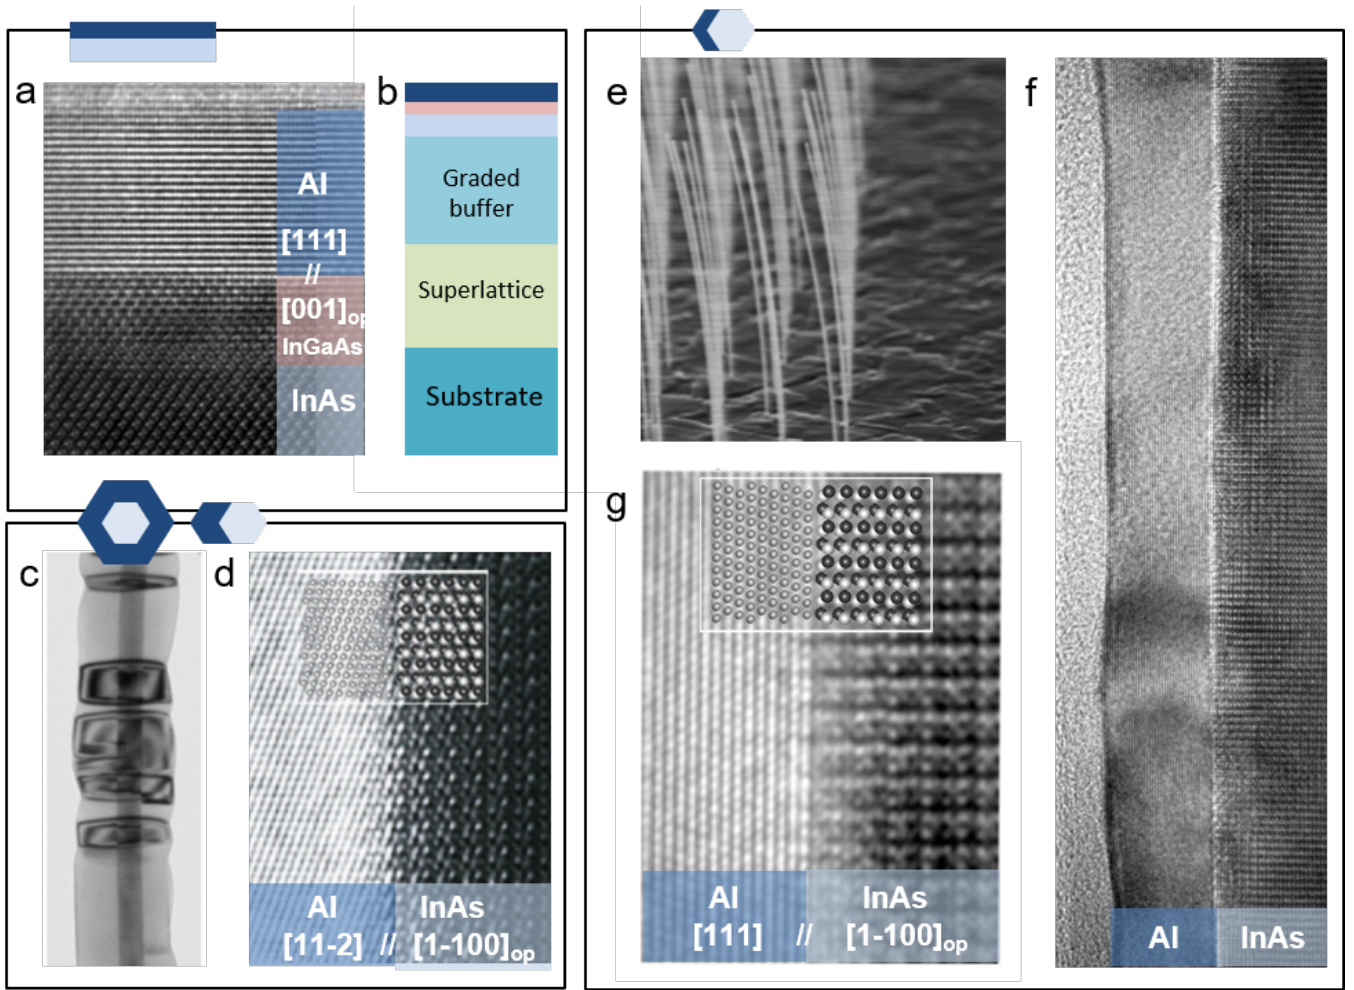 a
Al
[111]
//
[001]op
InGaAs
InAs
b
Graded
buffer
Superlattice
Substrate
c
d
Al InAs
[11-2] // [1-100]op
e
f
Al InAs
g
Al InAs
[111] // [1-100]op